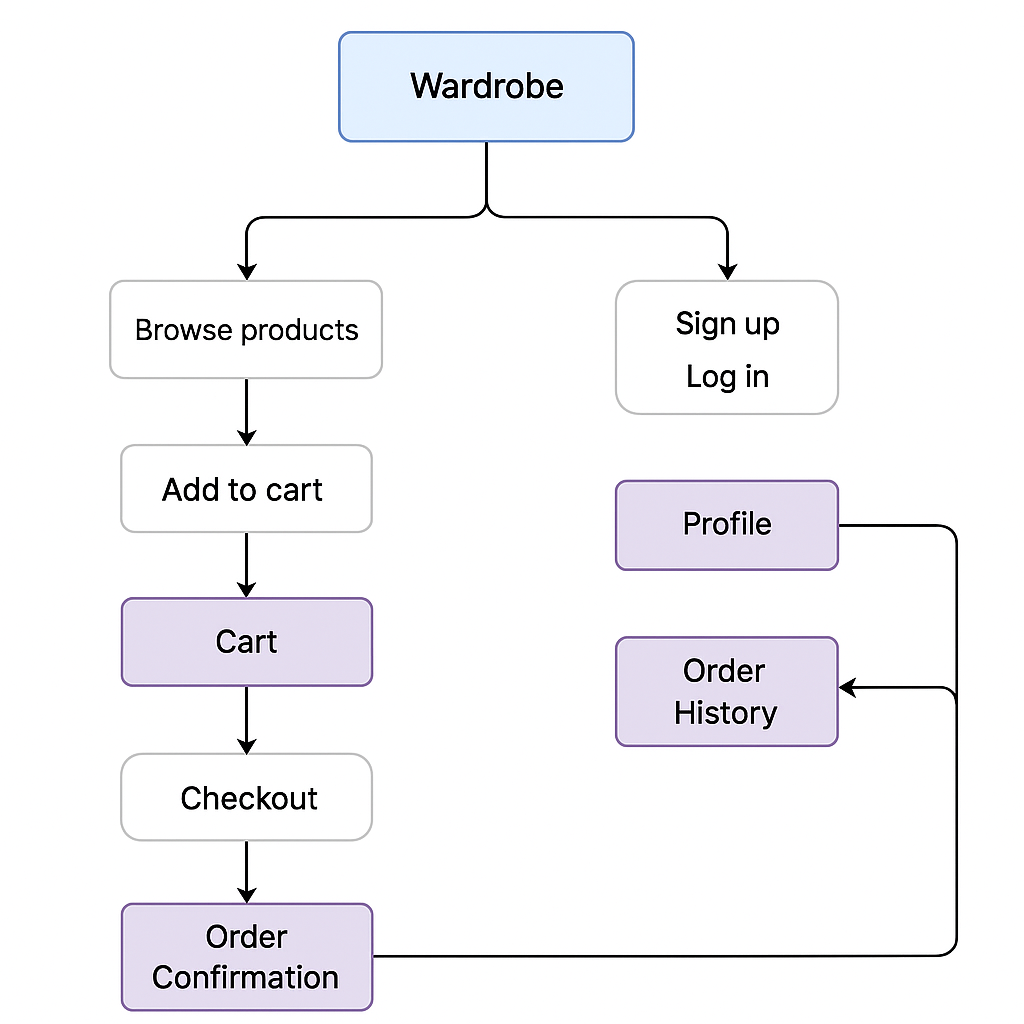 Wardrobe
Browse products
Sign up
Log in
Add to cart
Profile
Cart
Order
History
Checkout
Order
Confirmation